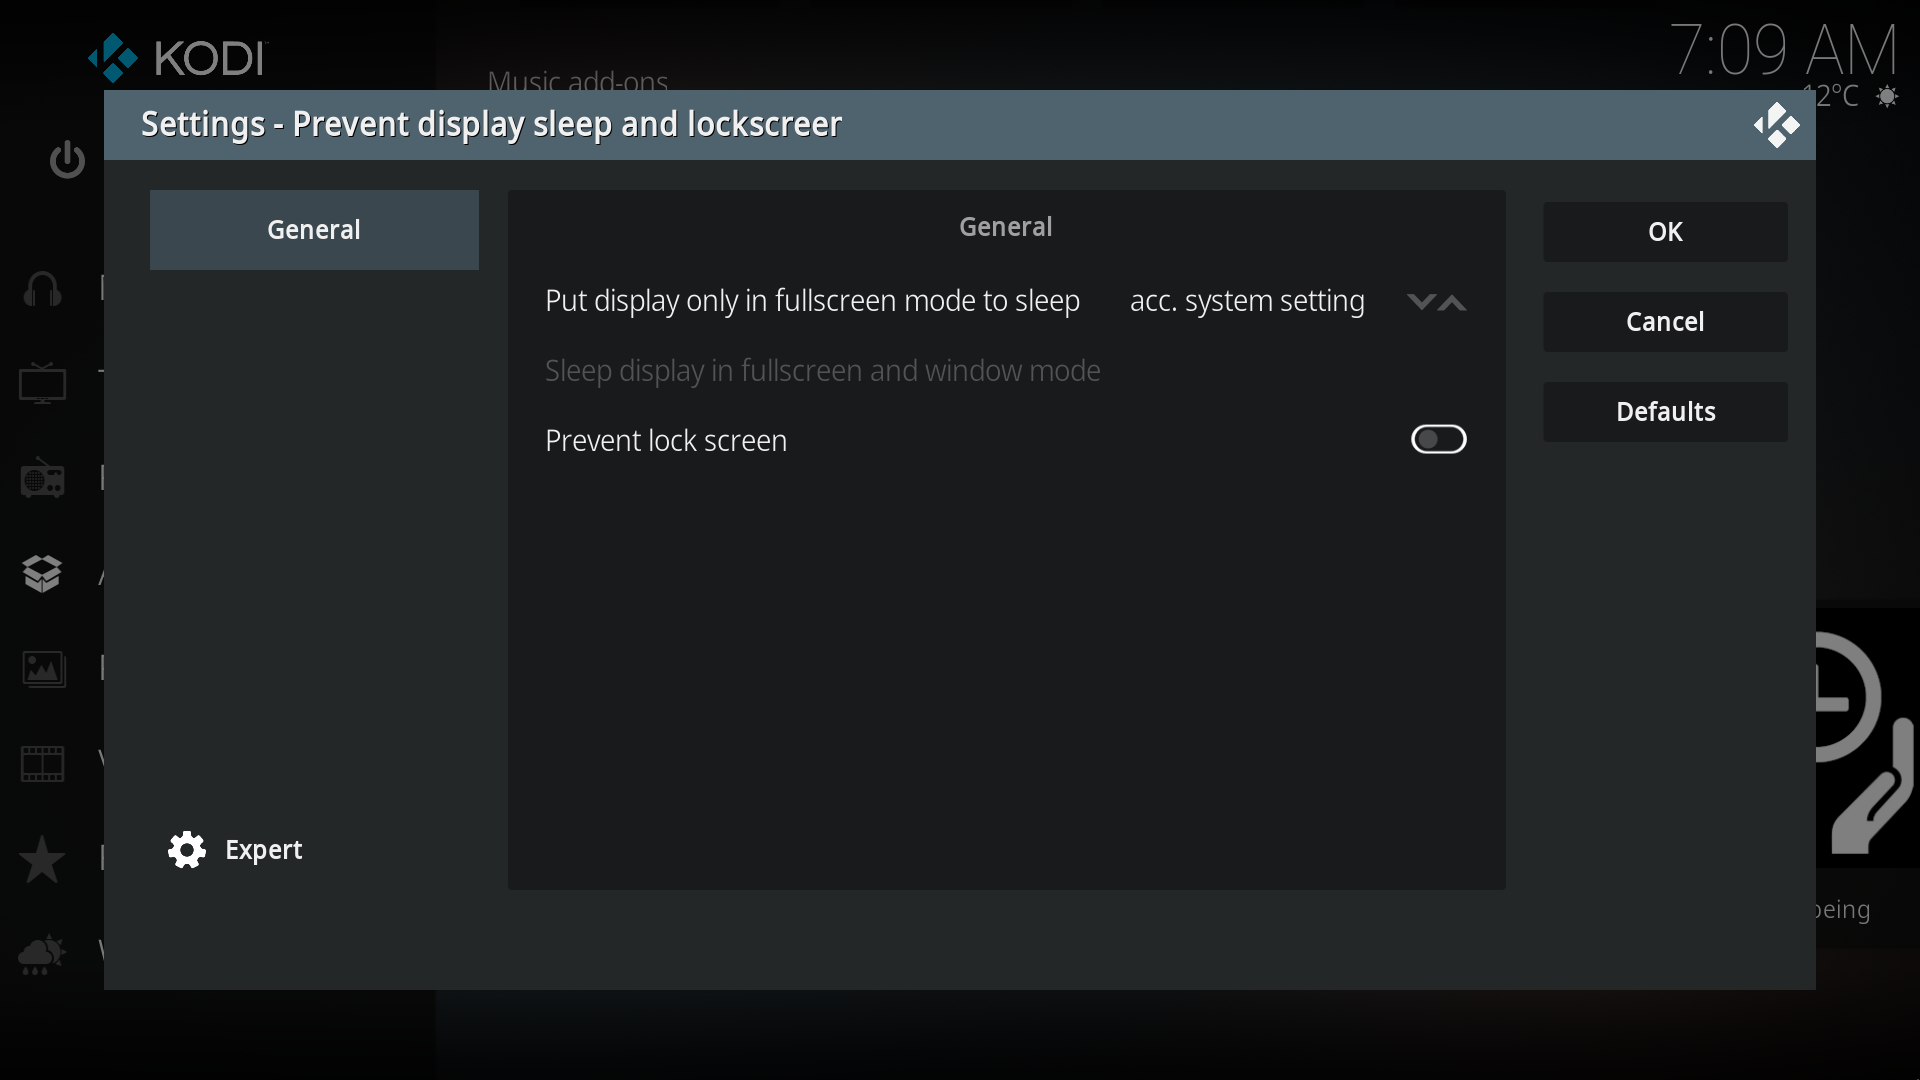 KODI
7:09 AM
Music add-ons
12°C
Settings - Prevent display sleep and lockscreer
General
General
OK
Put display only in fullscreen mode to sleep acc. system setting
Cancel
Sleep display in fullscreen and window mode
Defaults
Prevent lock screen
Expert
being